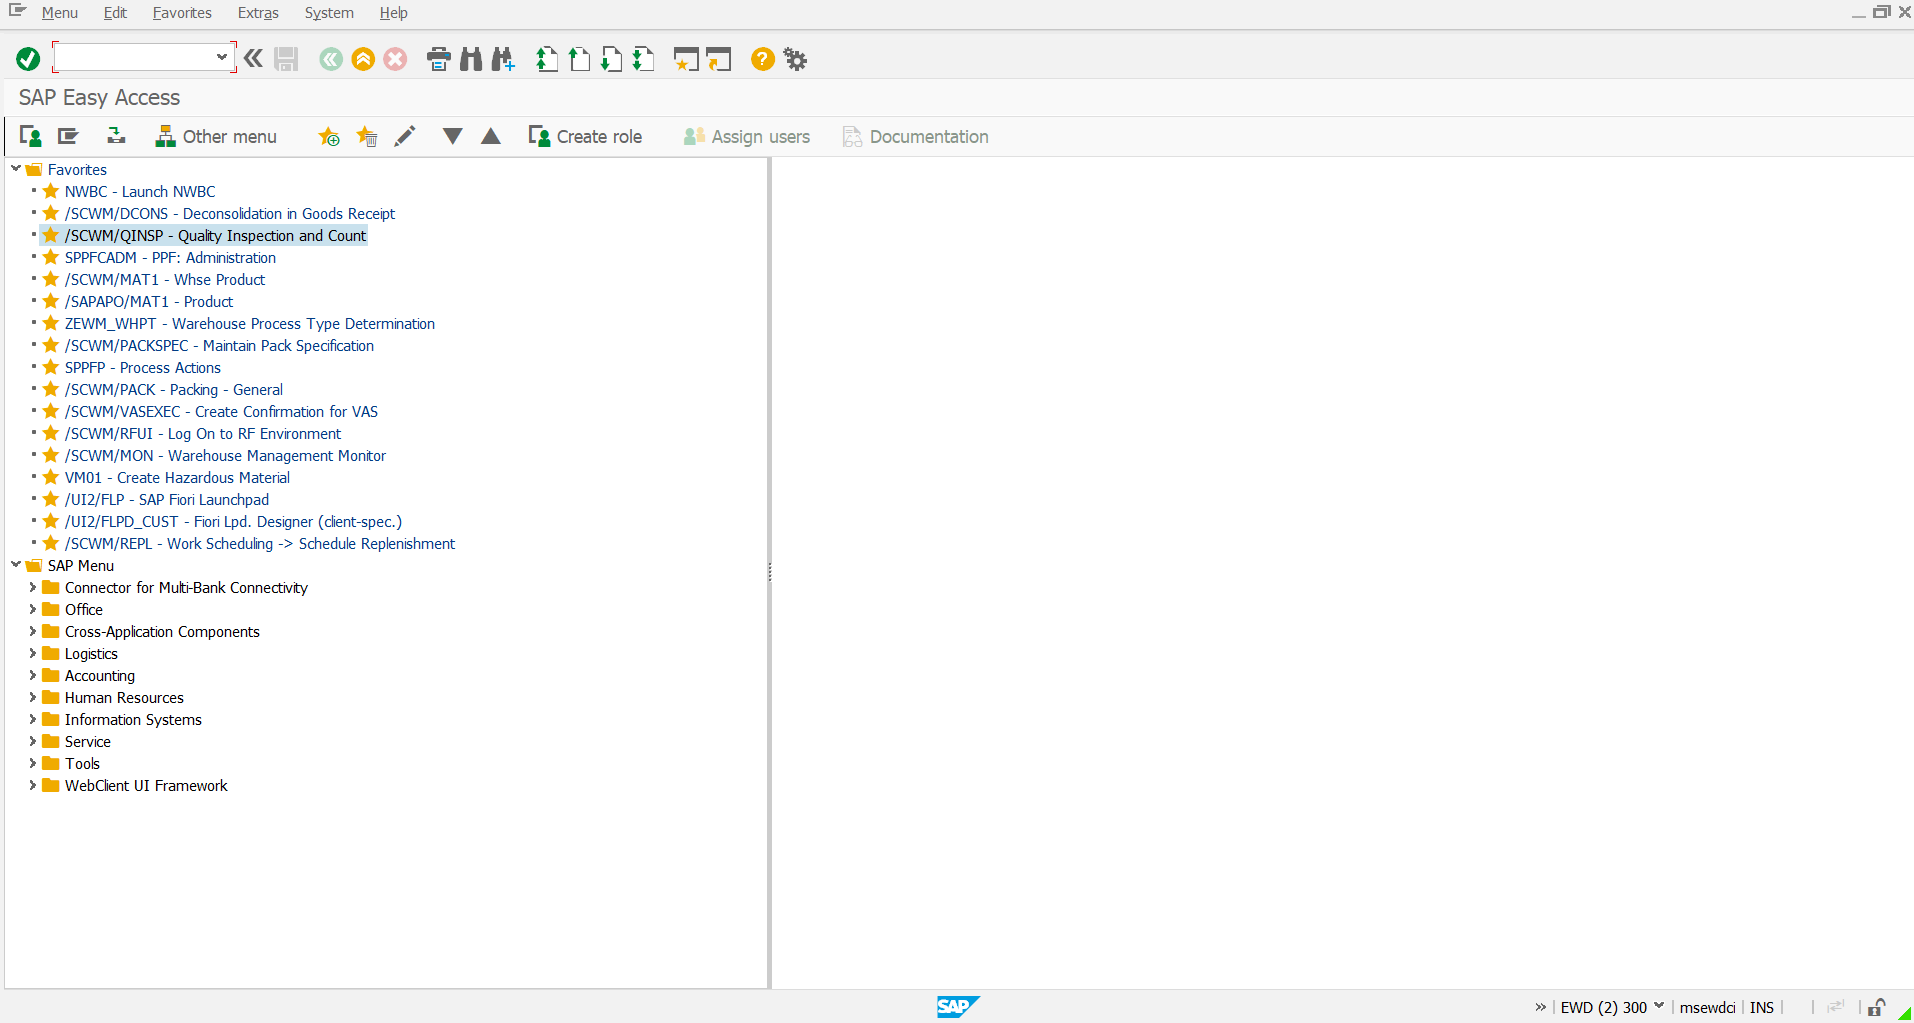 Menu Edit Favorites Extras System Help
SAP Easy Access
Other menu Create role Assign users Documentation
Favorites
NWBC - Launch NWBC
/SCWM/DCONS - Deconsolidation in Goods Receipt
/SCWM/QINSP - Quality Inspection and Count
SPPFCADM - PPF: Administration
/SCWM/MAT1 - Whse Product
/SAPAPO/MAT1 - Product
ZEWM_WHPT - Warehouse Process Type Determination
/SCWM/PACKSPEC - Maintain Pack Specification
SPPFP - Process Actions
/SCWM/PACK - Packing - General
/SCWM/VASEXEC - Create Confirmation for VAS
/SCWM/RFUI - Log On to RF Environment
/SCWM/MON - Warehouse Management Monitor
VM01 - Create Hazardous Material
/UI2/FLP - SAP Fiori Launchpad
/UI2/FLPD_CUST - Fiori Lpd. Designer (client-spec.)
/SCWM/REPL - Work Scheduling -> Schedule Replenishment
SAP Menu
Connector for Multi-Bank Connectivity
Office
Cross-Application Components
Logistics
Accounting
Human Resources
Information Systems
Service
Tools
WebClient UI Framework
SAP EWD (2) 300 msewdci INS